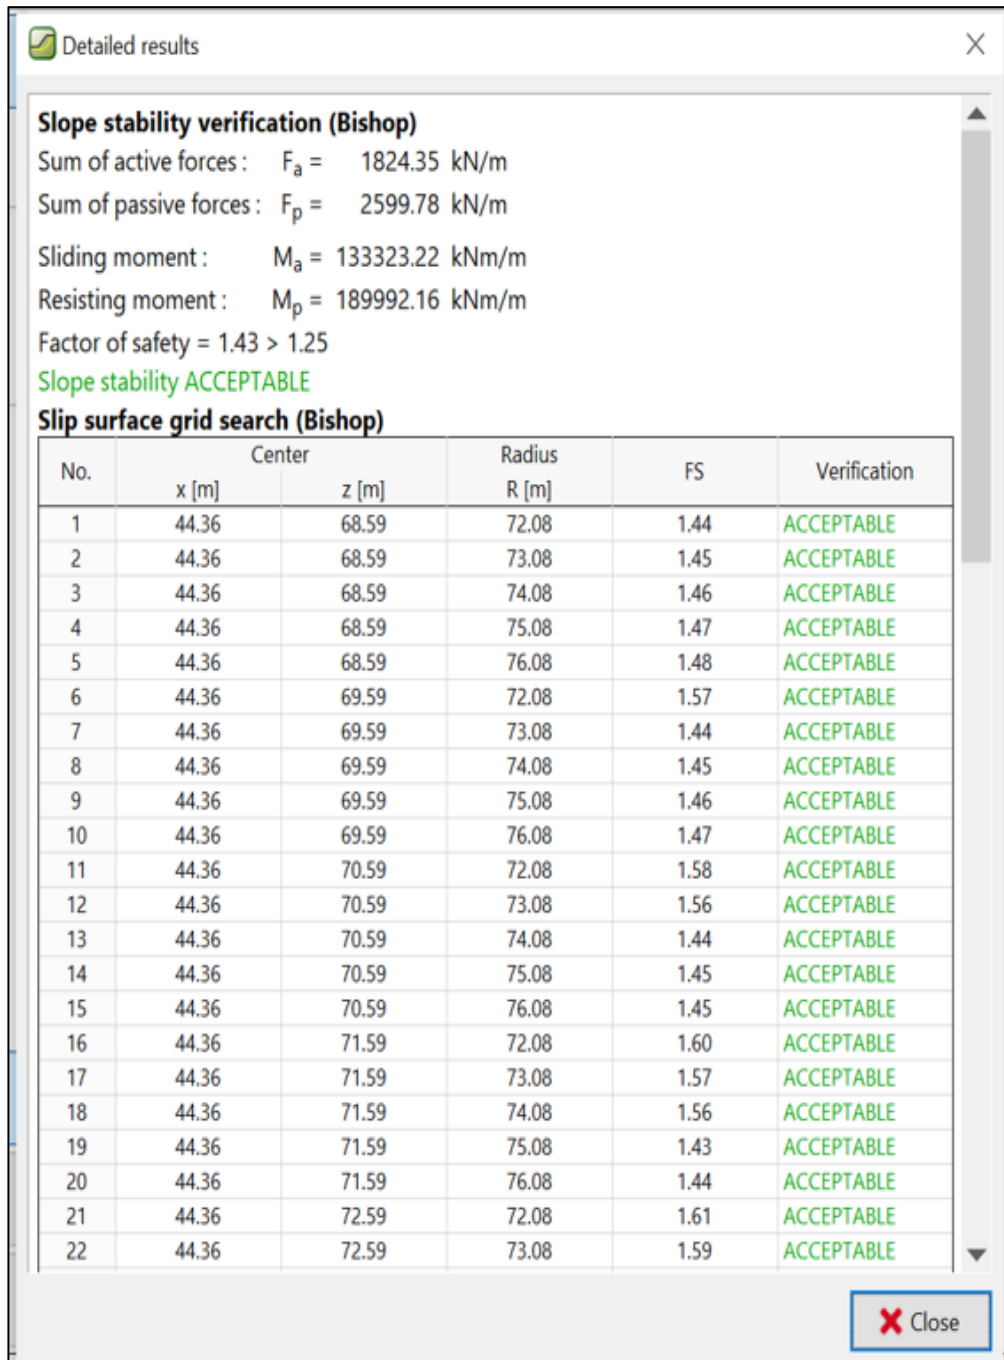 Detailed results
Slope stability verification (Bishop)
Sum of active forces : Fa = 1824.35 kN/m
Sum of passive forces : Fp = 2599.78 kN/m
Sliding moment : Ma = 133323.22 kNm/m
Resisting moment : Mp = 189992.16 kNm/m
Factor of safety = 1.43 > 1.25
Slope stability ACCEPTABLE
Slip surface grid search (Bishop)
No. Center Radius FS Verification
x [m] z [m] R [m]
1 44.36 68.59 72.08 1.44 ACCEPTABLE
2 44.36 68.59 73.08 1.45 ACCEPTABLE
3 44.36 68.59 74.08 1.46 ACCEPTABLE
4 44.36 68.59 75.08 1.47 ACCEPTABLE
5 44.36 68.59 76.08 1.48 ACCEPTABLE
6 44.36 69.59 72.08 1.57 ACCEPTABLE
7 44.36 69.59 73.08 1.44 ACCEPTABLE
8 44.36 69.59 74.08 1.45 ACCEPTABLE
9 44.36 69.59 75.08 1.46 ACCEPTABLE
10 44.36 69.59 76.08 1.47 ACCEPTABLE
11 44.36 70.59 72.08 1.58 ACCEPTABLE
12 44.36 70.59 73.08 1.56 ACCEPTABLE
13 44.36 70.59 74.08 1.44 ACCEPTABLE
14 44.36 70.59 75.08 1.45 ACCEPTABLE
15 44.36 70.59 76.08 1.45 ACCEPTABLE
16 44.36 71.59 72.08 1.60 ACCEPTABLE
17 44.36 71.59 73.08 1.57 ACCEPTABLE
18 44.36 71.59 74.08 1.56 ACCEPTABLE
19 44.36 71.59 75.08 1.43 ACCEPTABLE
20 44.36 71.59 76.08 1.44 ACCEPTABLE
21 44.36 72.59 72.08 1.61 ACCEPTABLE
22 44.36 72.59 73.08 1.59 ACCEPTABLE
Close